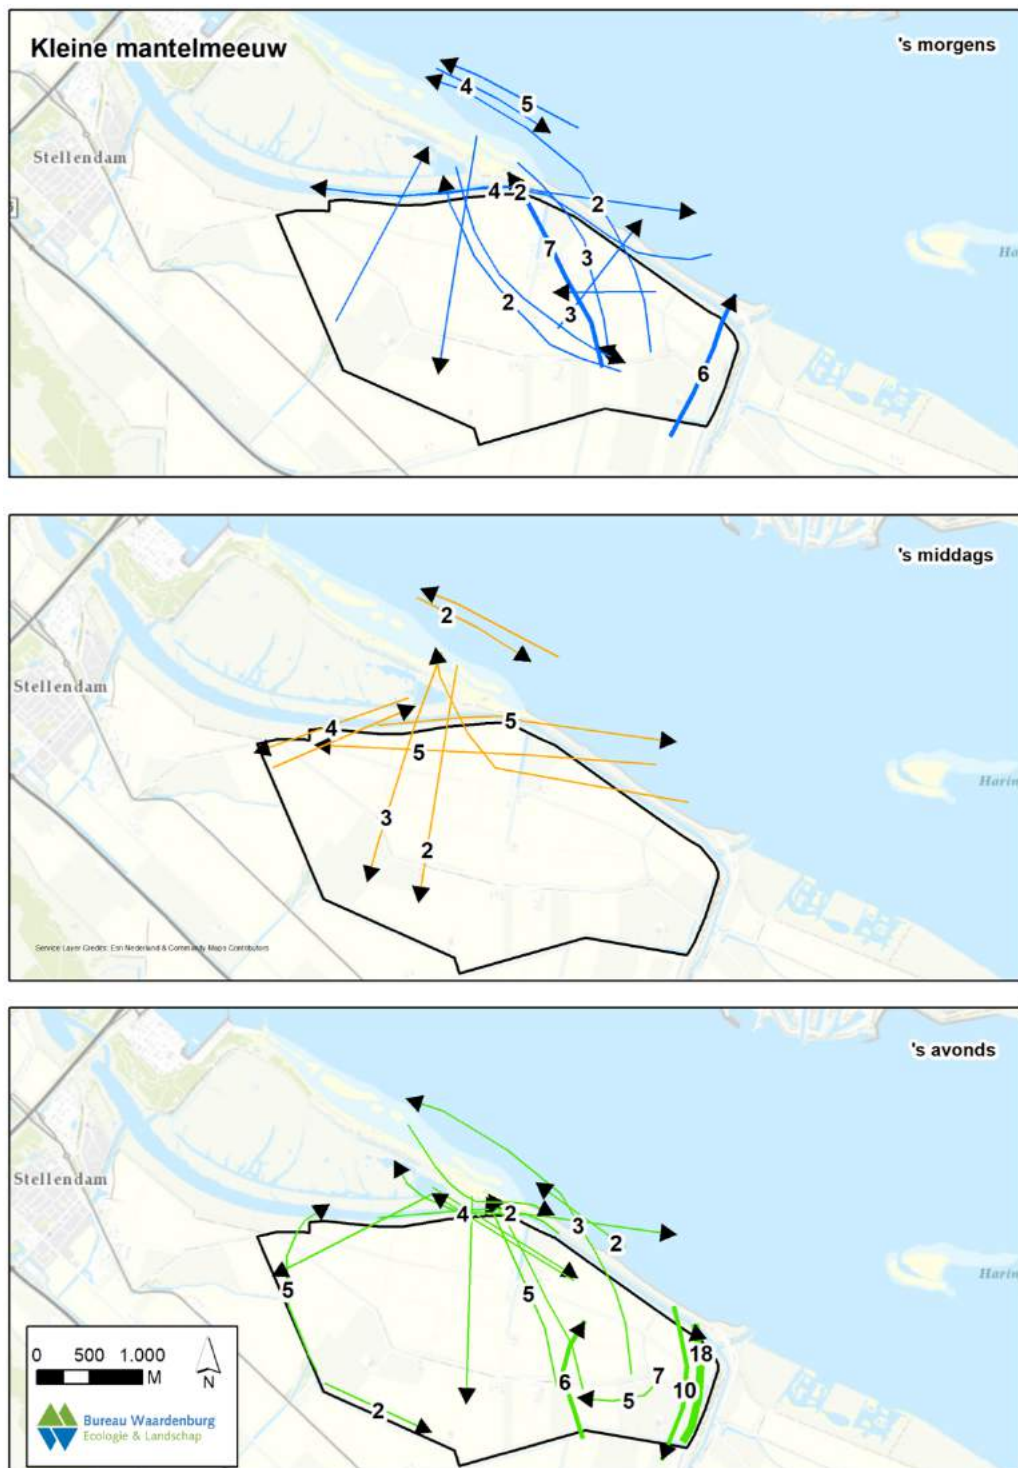 Kleine mantelmeeuw
's morgens
4
5
Stellendam
4
2
2
7
3
2
3
6
's middags
2
Stellendam
4
5
5
3
2
Service Layer Credits: Esri Nederland & Community Maps Contributors
's avonds
Stellendam
4
2
3
2
5
5
18
7
6
10
5
2
0 500 1.000
M
N
Bureau Waardenburg
Ecologie & Landschap